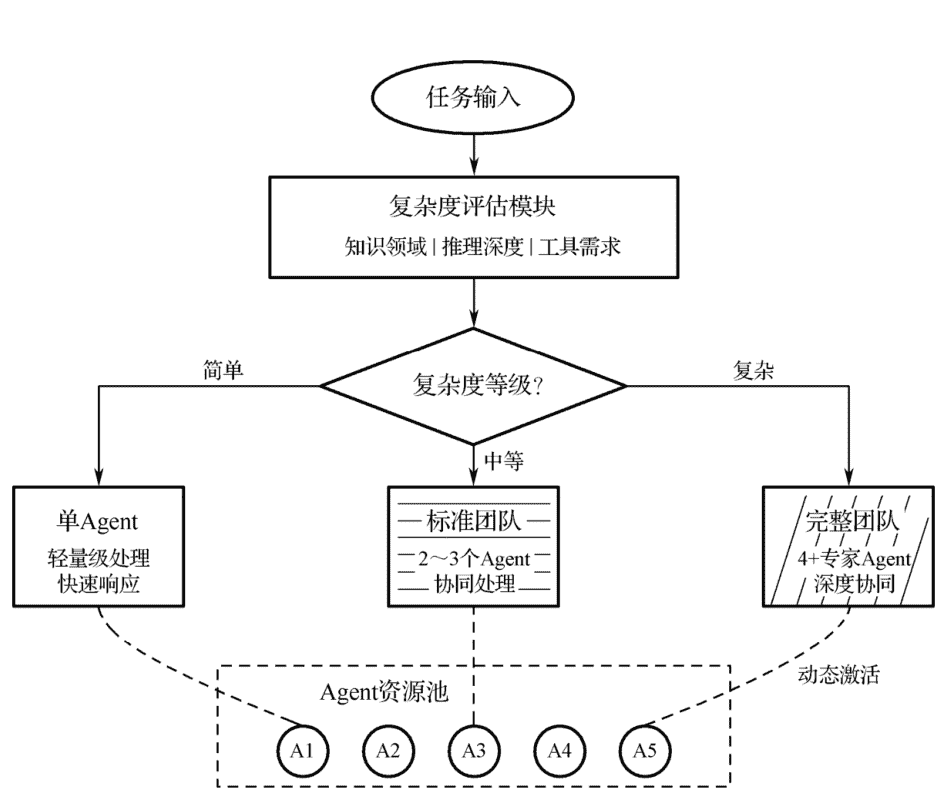 任务输入
复杂度评估模块
知识领域 | 推理深度 | 工具需求
复杂度等级?
简单
复杂
中等
单Agent
轻量级处理
快速响应
标准团队
2～3个Agent
协同处理
完整团队
4+专家Agent
深度协同
动态激活
Agent资源池
A1
A2
A3
A4
A5